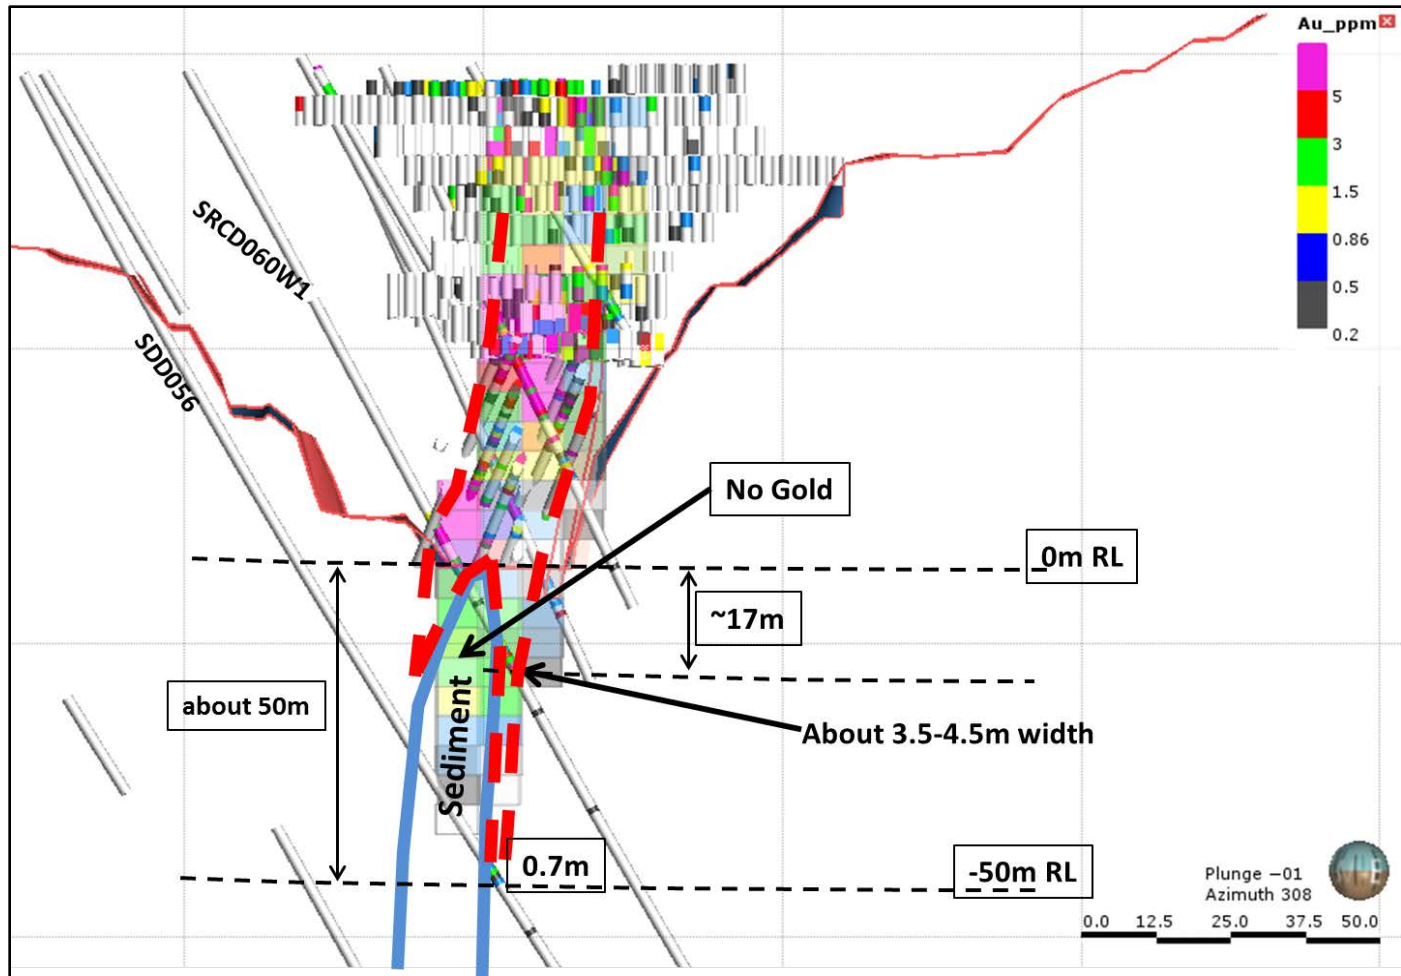 Au_ppm
5
3
1.5
0.86
0.5
0.2
SRCD060W1
SDD056
No Gold
0m RL
~17m
about 50m
About 3.5-4.5m width
Sediment
0.7m
-50m RL
Plunge −01
Azimuth 308
0.0 12.5 25.0 37.5 50.0